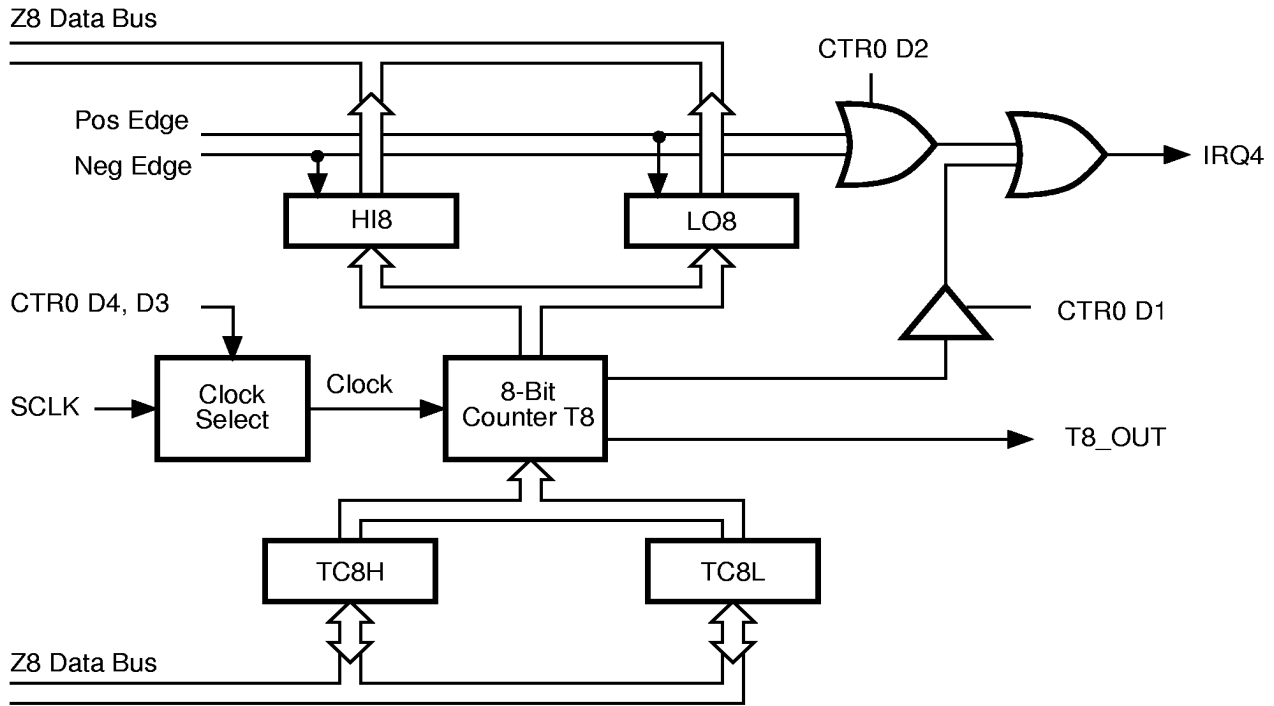 Z8 Data Bus
CTR0 D2
Pos Edge
Neg Edge
IRQ4
HI8
LO8
CTR0 D4, D3
CTR0 D1
SCLK
Clock
Select
Clock
8-Bit
Counter T8
T8_OUT
TC8H
TC8L
Z8 Data Bus